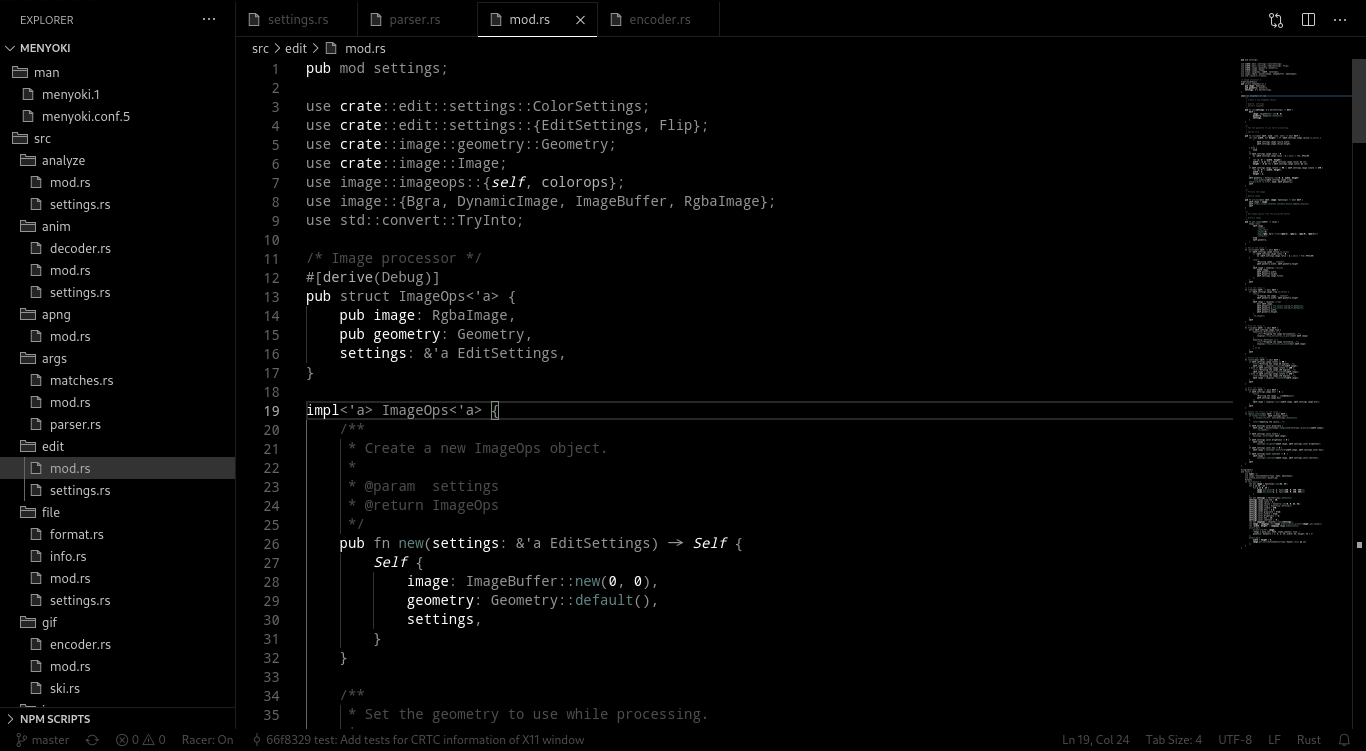 EXPLORER
MENYOKI
man
menyoki.1
menyoki.conf.5
src
analyze
mod.rs
settings.rs
anim
decoder.rs
mod.rs
settings.rs
apng
mod.rs
args
matches.rs
mod.rs
parser.rs
edit
mod.rs
settings.rs
file
format.rs
info.rs
mod.rs
settings.rs
gif
encoder.rs
mod.rs
ski.rs
NPM SCRIPTS
settings.rs parser.rs mod.rs encoder.rs
src > edit > mod.rs
1 pub mod settings;
2
3 use crate::edit::settings::ColorSettings;
4 use crate::edit::settings::{EditSettings, Flip};
5 use crate::image::geometry::Geometry;
6 use crate::image::Image;
7 use image::imageops::{self, colorops};
8 use image::{Bgra, DynamicImage, ImageBuffer, RgbaImage};
9 use std::convert::TryInto;
10
11 /* Image processor */
12 #[derive(Debug)]
13 pub struct ImageOps<'a> {
14 pub image: RgbaImage,
15 pub geometry: Geometry,
16 settings: &'a EditSettings,
17 }
18
19 impl<'a> ImageOps<'a> {
20 /**
21 * Create a new ImageOps object.
22 *
23 * @param  settings
24 * @return ImageOps
25 */
26 pub fn new(settings: &'a EditSettings) → Self {
27 Self {
28 image: ImageBuffer::new(0, 0),
29 geometry: Geometry::default(),
30 settings,
31 }
32 }
33
34 /**
35 * Set the geometry to use while processing.
master 0 0 Racer: On 66f8329 test: Add tests for CRTC information of X11 window Ln 19, Col 24 Tab Size: 4 UTF-8 LF Rust